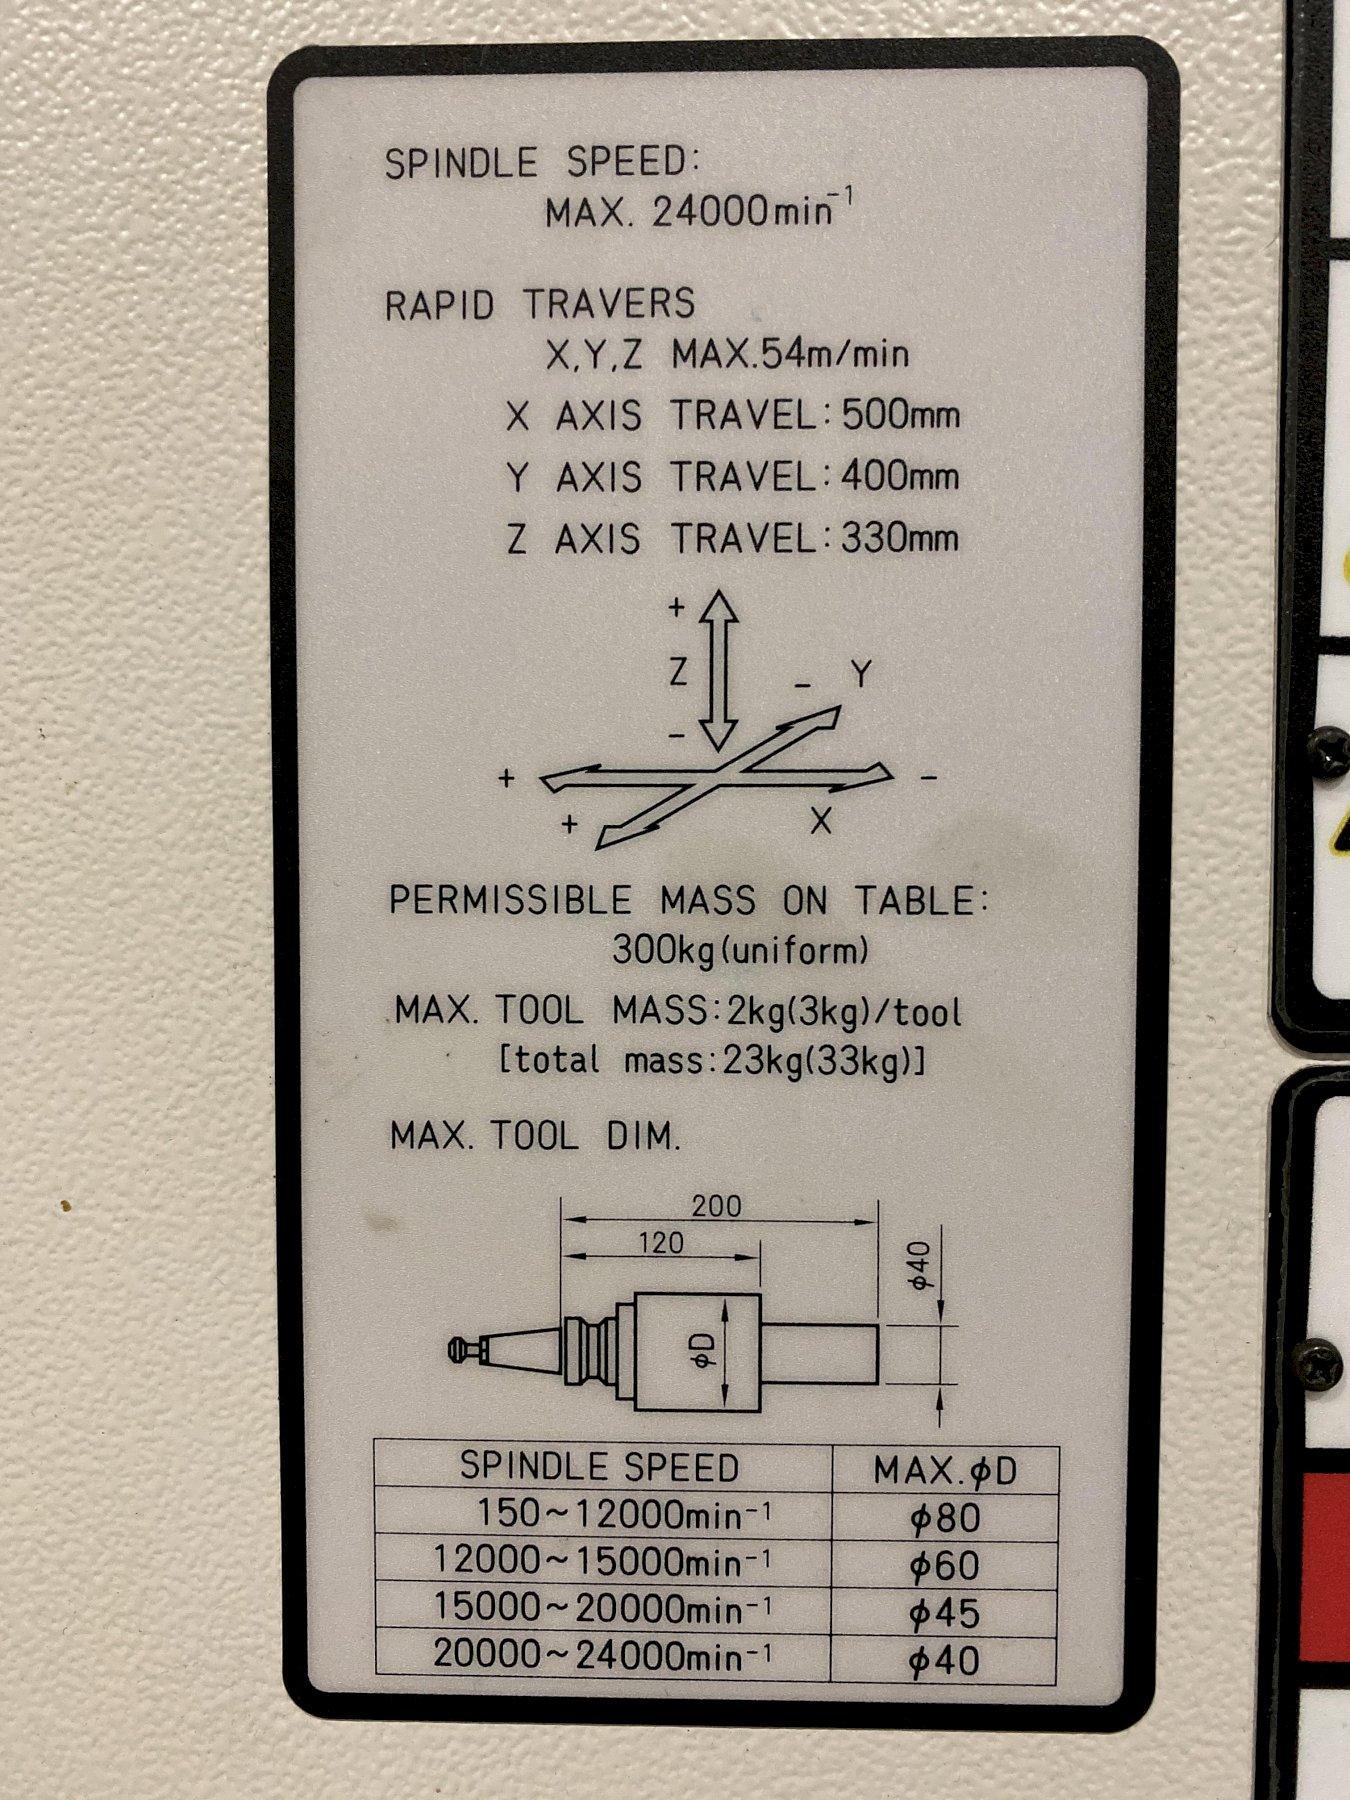 SPINDLE SPEED:
MAX. 24000min⁻¹
RAPID TRAVERS
X,Y,Z MAX.54m/min
X AXIS TRAVEL:500mm
Y AXIS TRAVEL:400mm
Z AXIS TRAVEL:330mm
+
Z
- Y
-
+ -
+ X
PERMISSIBLE MASS ON TABLE:
300kg(uniform)
MAX. TOOL MASS:2kg(3kg)/tool
[total mass:23kg(33kg)]
MAX. TOOL DIM.
200
120
φ40
φD
SPINDLE SPEED MAX.φD
150~12000min⁻¹ φ80
12000~15000min⁻¹ φ60
15000~20000min⁻¹ φ45
20000~24000min⁻¹ φ40